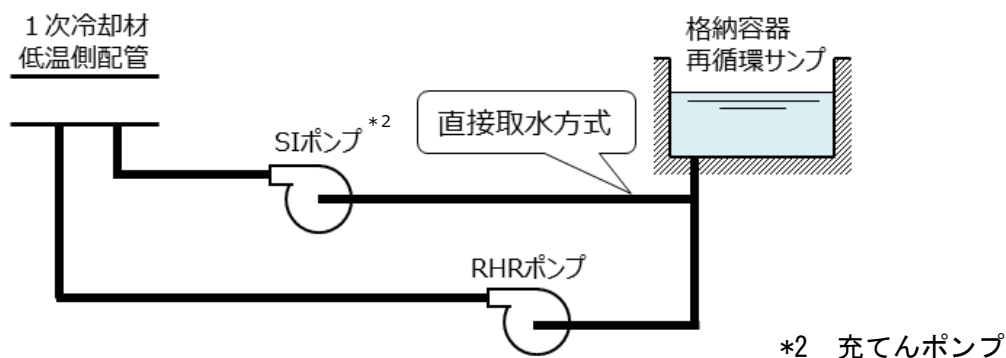 1次冷却材
低温側配管
格納容器
再循環サンプ
直接取水方式
SIポンプ *2
RHRポンプ
*2 充てんポンプ